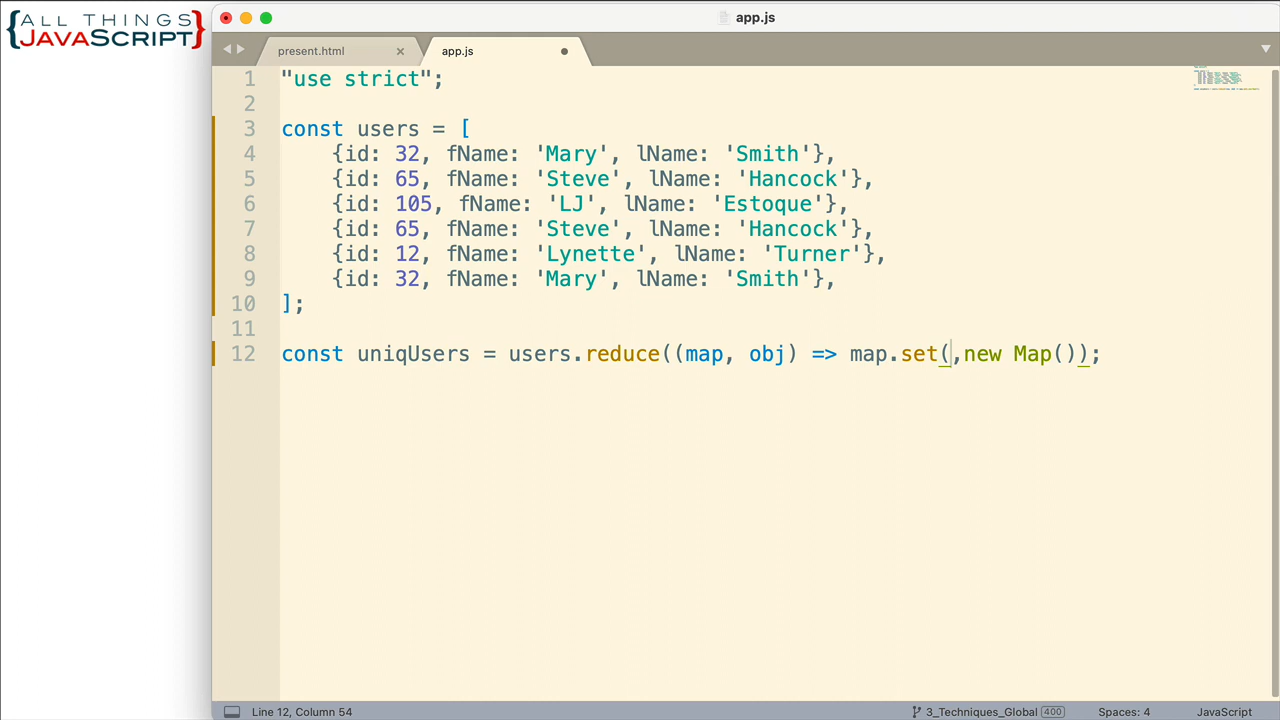 {ALL THINGS
JAVASCRIPT}
app.js
present.html ×
app.js
1 "use strict";
2
3 const users = [
4 {id: 32, fName: 'Mary', lName: 'Smith'},
5 {id: 65, fName: 'Steve', lName: 'Hancock'},
6 {id: 105, fName: 'LJ', lName: 'Estoque'},
7 {id: 65, fName: 'Steve', lName: 'Hancock'},
8 {id: 12, fName: 'Lynette', lName: 'Turner'},
9 {id: 32, fName: 'Mary', lName: 'Smith'},
10 ];
11
12 const uniqUsers = users.reduce((map, obj) => map.set(,new Map());
Line 12, Column 54
3_Techniques_Global 400
Spaces: 4
JavaScript